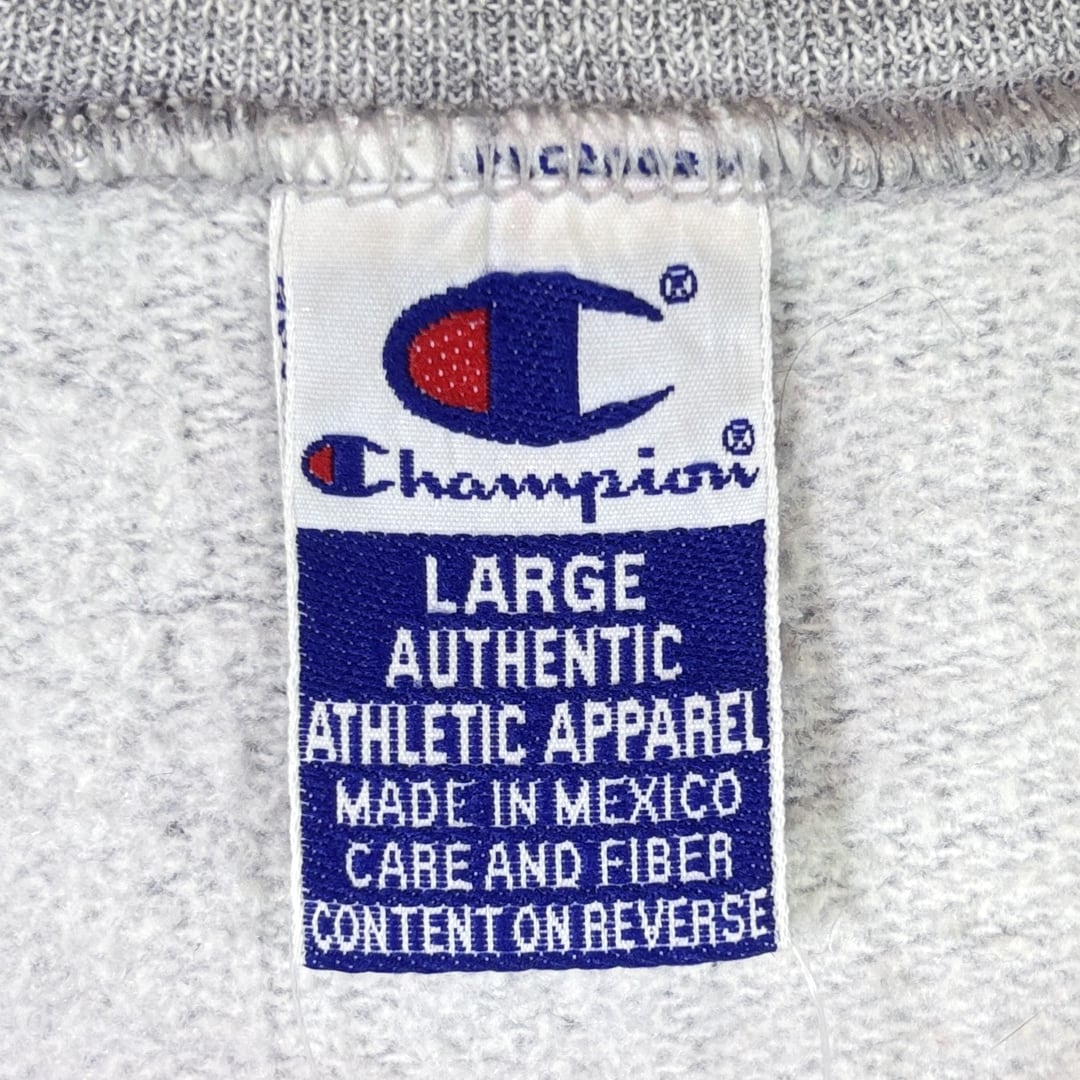 ®
Champion®
LARGE
AUTHENTIC
ATHLETIC APPAREL
MADE IN MEXICO
CARE AND FIBER
CONTENT ON REVERSE